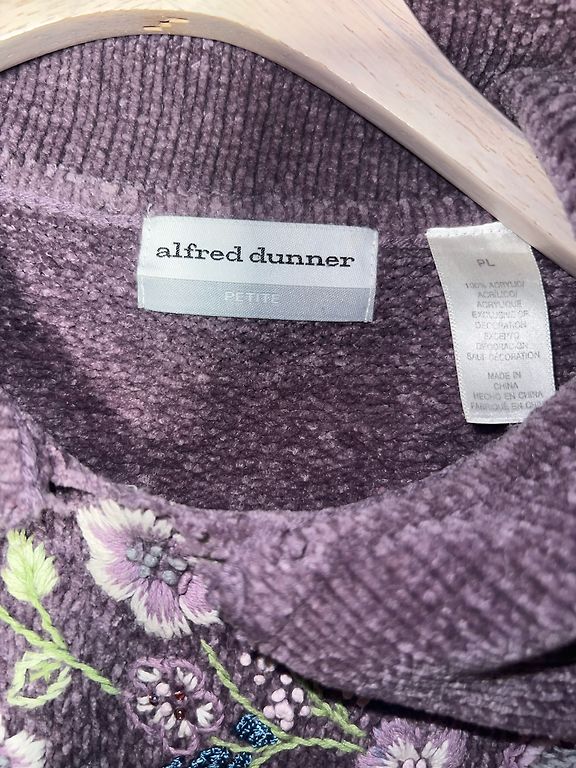 alfred dunner
PETITE
PL
100% ACRYLIC/
ACRILICO/
ACRYLIQUE
EXCLUSIVE OF
DECORATION
EXCEPTO
DECORACION
SAUF DÉCORATION
MADE IN
CHINA
HECHO EN CHINA
FABRIQUÉ EN CHINE